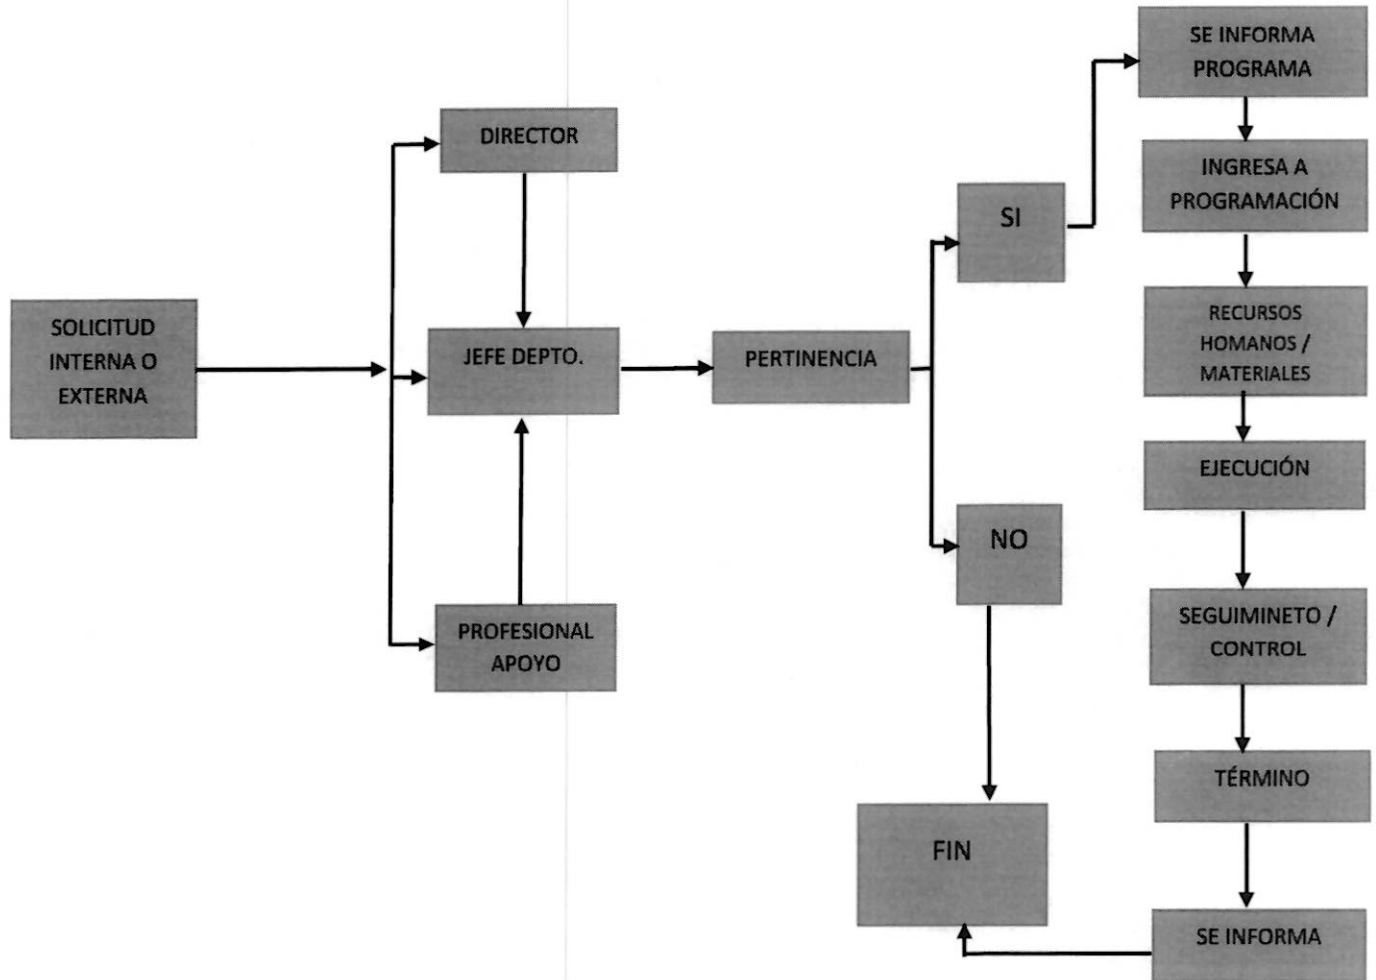 SOLICITUD
INTERNA O
EXTERNA
DIRECTOR
JEFE DEPTO.
PROFESIONAL
APOYO
PERTINENCIA
SI
NO
FIN
SE INFORMA
PROGRAMA
INGRESA A
PROGRAMACIÓN
RECURSOS
HOMANOS /
MATERIALES
EJECUCIÓN
SEGUIMINETO /
CONTROL
TÉRMINO
SE INFORMA